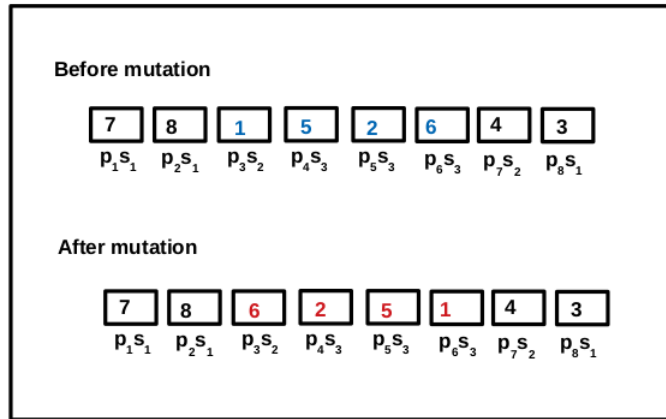 Before mutation
7 8 1 5 2 6 4 3
p₁s₁ p₂s₁ p₃s₂ p₄s₃ p₅s₃ p₆s₃ p₇s₂ p₈s₁
After mutation
7 8 6 2 5 1 4 3
p₁s₁ p₂s₁ p₃s₂ p₄s₃ p₅s₃ p₆s₃ p₇s₂ p₈s₁